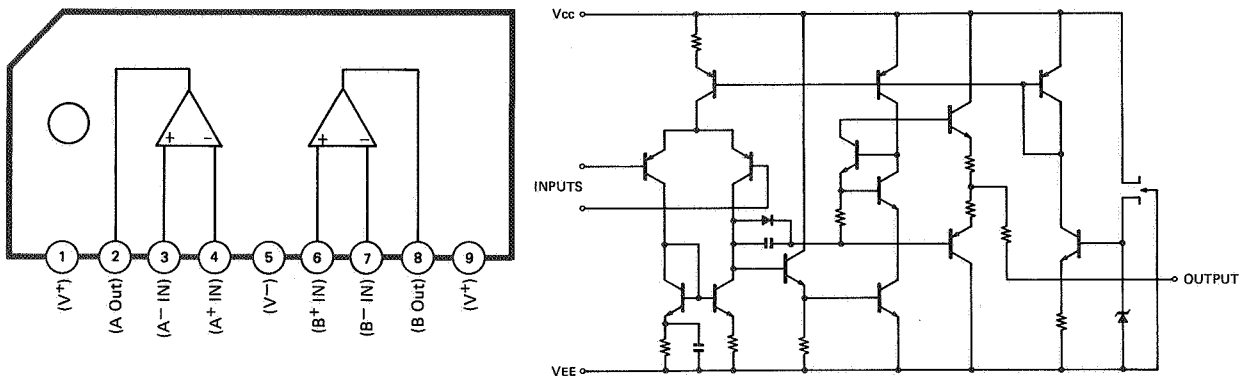 + - + -
1 2 3 4 5 6 7 8 9
(V+)
(A Out)
(A− IN)
(A+ IN)
(V−)
(B+ IN)
(B− IN)
(B Out)
(V+)
Vcc
INPUTS
OUTPUT
VEE